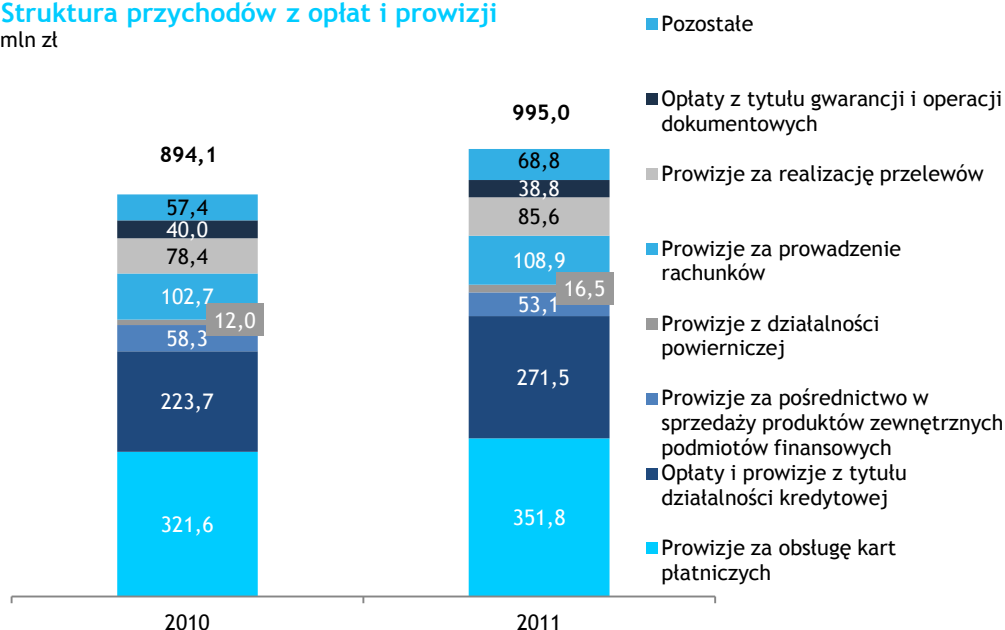 Struktura przychodów z opłat i prowizji
mln zł
894,1
57,4
40,0
78,4
102,7
12,0
58,3
223,7
321,6
2010
995,0
68,8
38,8
85,6
108,9
16,5
53,1
271,5
351,8
2011
Pozostałe
Opłaty z tytułu gwarancji i operacji
dokumentowych
Prowizje za realizację przelewów
Prowizje za prowadzenie
rachunków
Prowizje z działalności
powierniczej
Prowizje za pośrednictwo w
sprzedaży produktów zewnętrznych
podmiotów finansowych
Opłaty i prowizje z tytułu
działalności kredytowej
Prowizje za obsługę kart
płatniczych